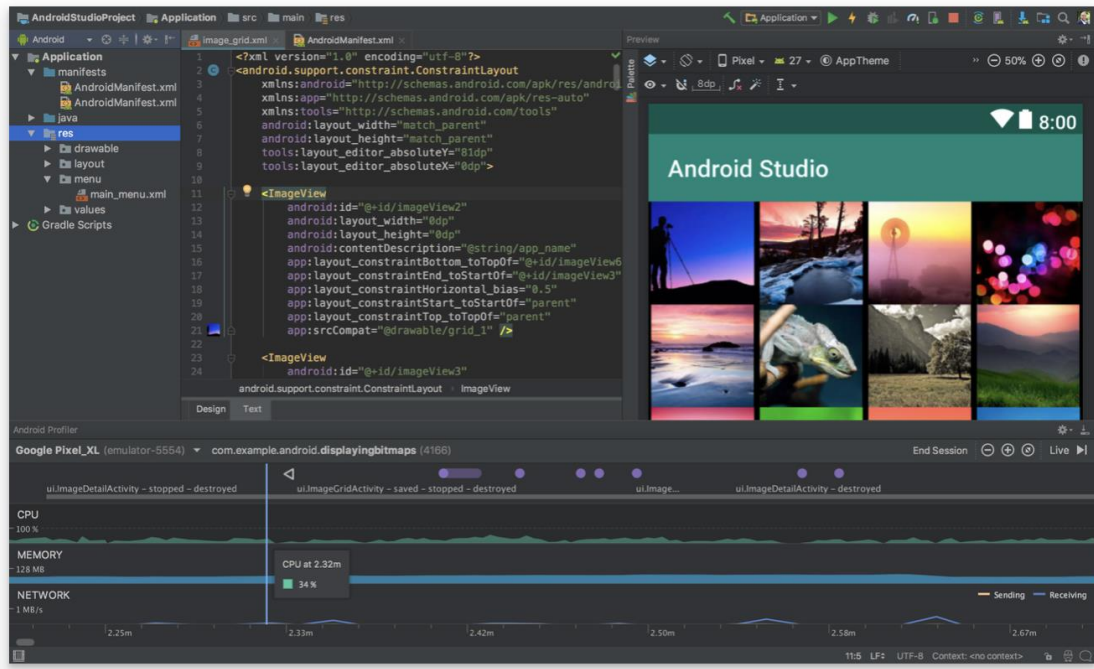 AndroidStudioProject Application src main res Application
Android image_grid.xml AndroidManifest.xml Preview
Application
manifests
AndroidManifest.xml
AndroidManifest.xml
java
res
drawable
layout
menu
main_menu.xml
values
Gradle Scripts
1 <?xml version="1.0" encoding="utf-8"?>
2 <android.support.constraint.ConstraintLayout
3 xmlns:android="http://schemas.android.com/apk/res/androi
4 xmlns:app="http://schemas.android.com/apk/res-auto"
5 xmlns:tools="http://schemas.android.com/tools"
6 android:layout_width="match_parent"
7 android:layout_height="match_parent"
8 tools:layout_editor_absoluteY="81dp"
9 tools:layout_editor_absoluteX="0dp">
10
11 <ImageView
12 android:id="@+id/imageView2"
13 android:layout_width="0dp"
14 android:layout_height="0dp"
15 android:contentDescription="@string/app_name"
16 app:layout_constraintBottom_toTopOf="@+id/imageView6
17 app:layout_constraintEnd_toStartOf="@+id/imageView3"
18 app:layout_constraintHorizontal_bias="0.5"
19 app:layout_constraintStart_toStartOf="parent"
20 app:layout_constraintTop_toTopOf="parent"
21 app:srcCompat="@drawable/grid_1" />
22
23 <ImageView
24 android:id="@+id/imageView3"
android.support.constraint.ConstraintLayout ImageView
Design Text
Palette
Pixel 27 AppTheme 50%
8dp
8:00
Android Studio
Android Profiler
Google Pixel_XL (emulator-5554) com.example.android.displayingbitmaps (4166) End Session Live
ui.ImageDetailActivity – stopped – destroyed ui.ImageGridActivity – saved – stopped – destroyed ui.Image... ui.ImageDetailActivity – destroyed
CPU
100 %
MEMORY
128 MB
CPU at 2.32m
34 %
NETWORK
1 MB/s
Sending Receiving
2.25m 2.33m 2.42m 2.50m 2.58m 2.67m
11:5 LF÷ UTF-8 Context: <no context>